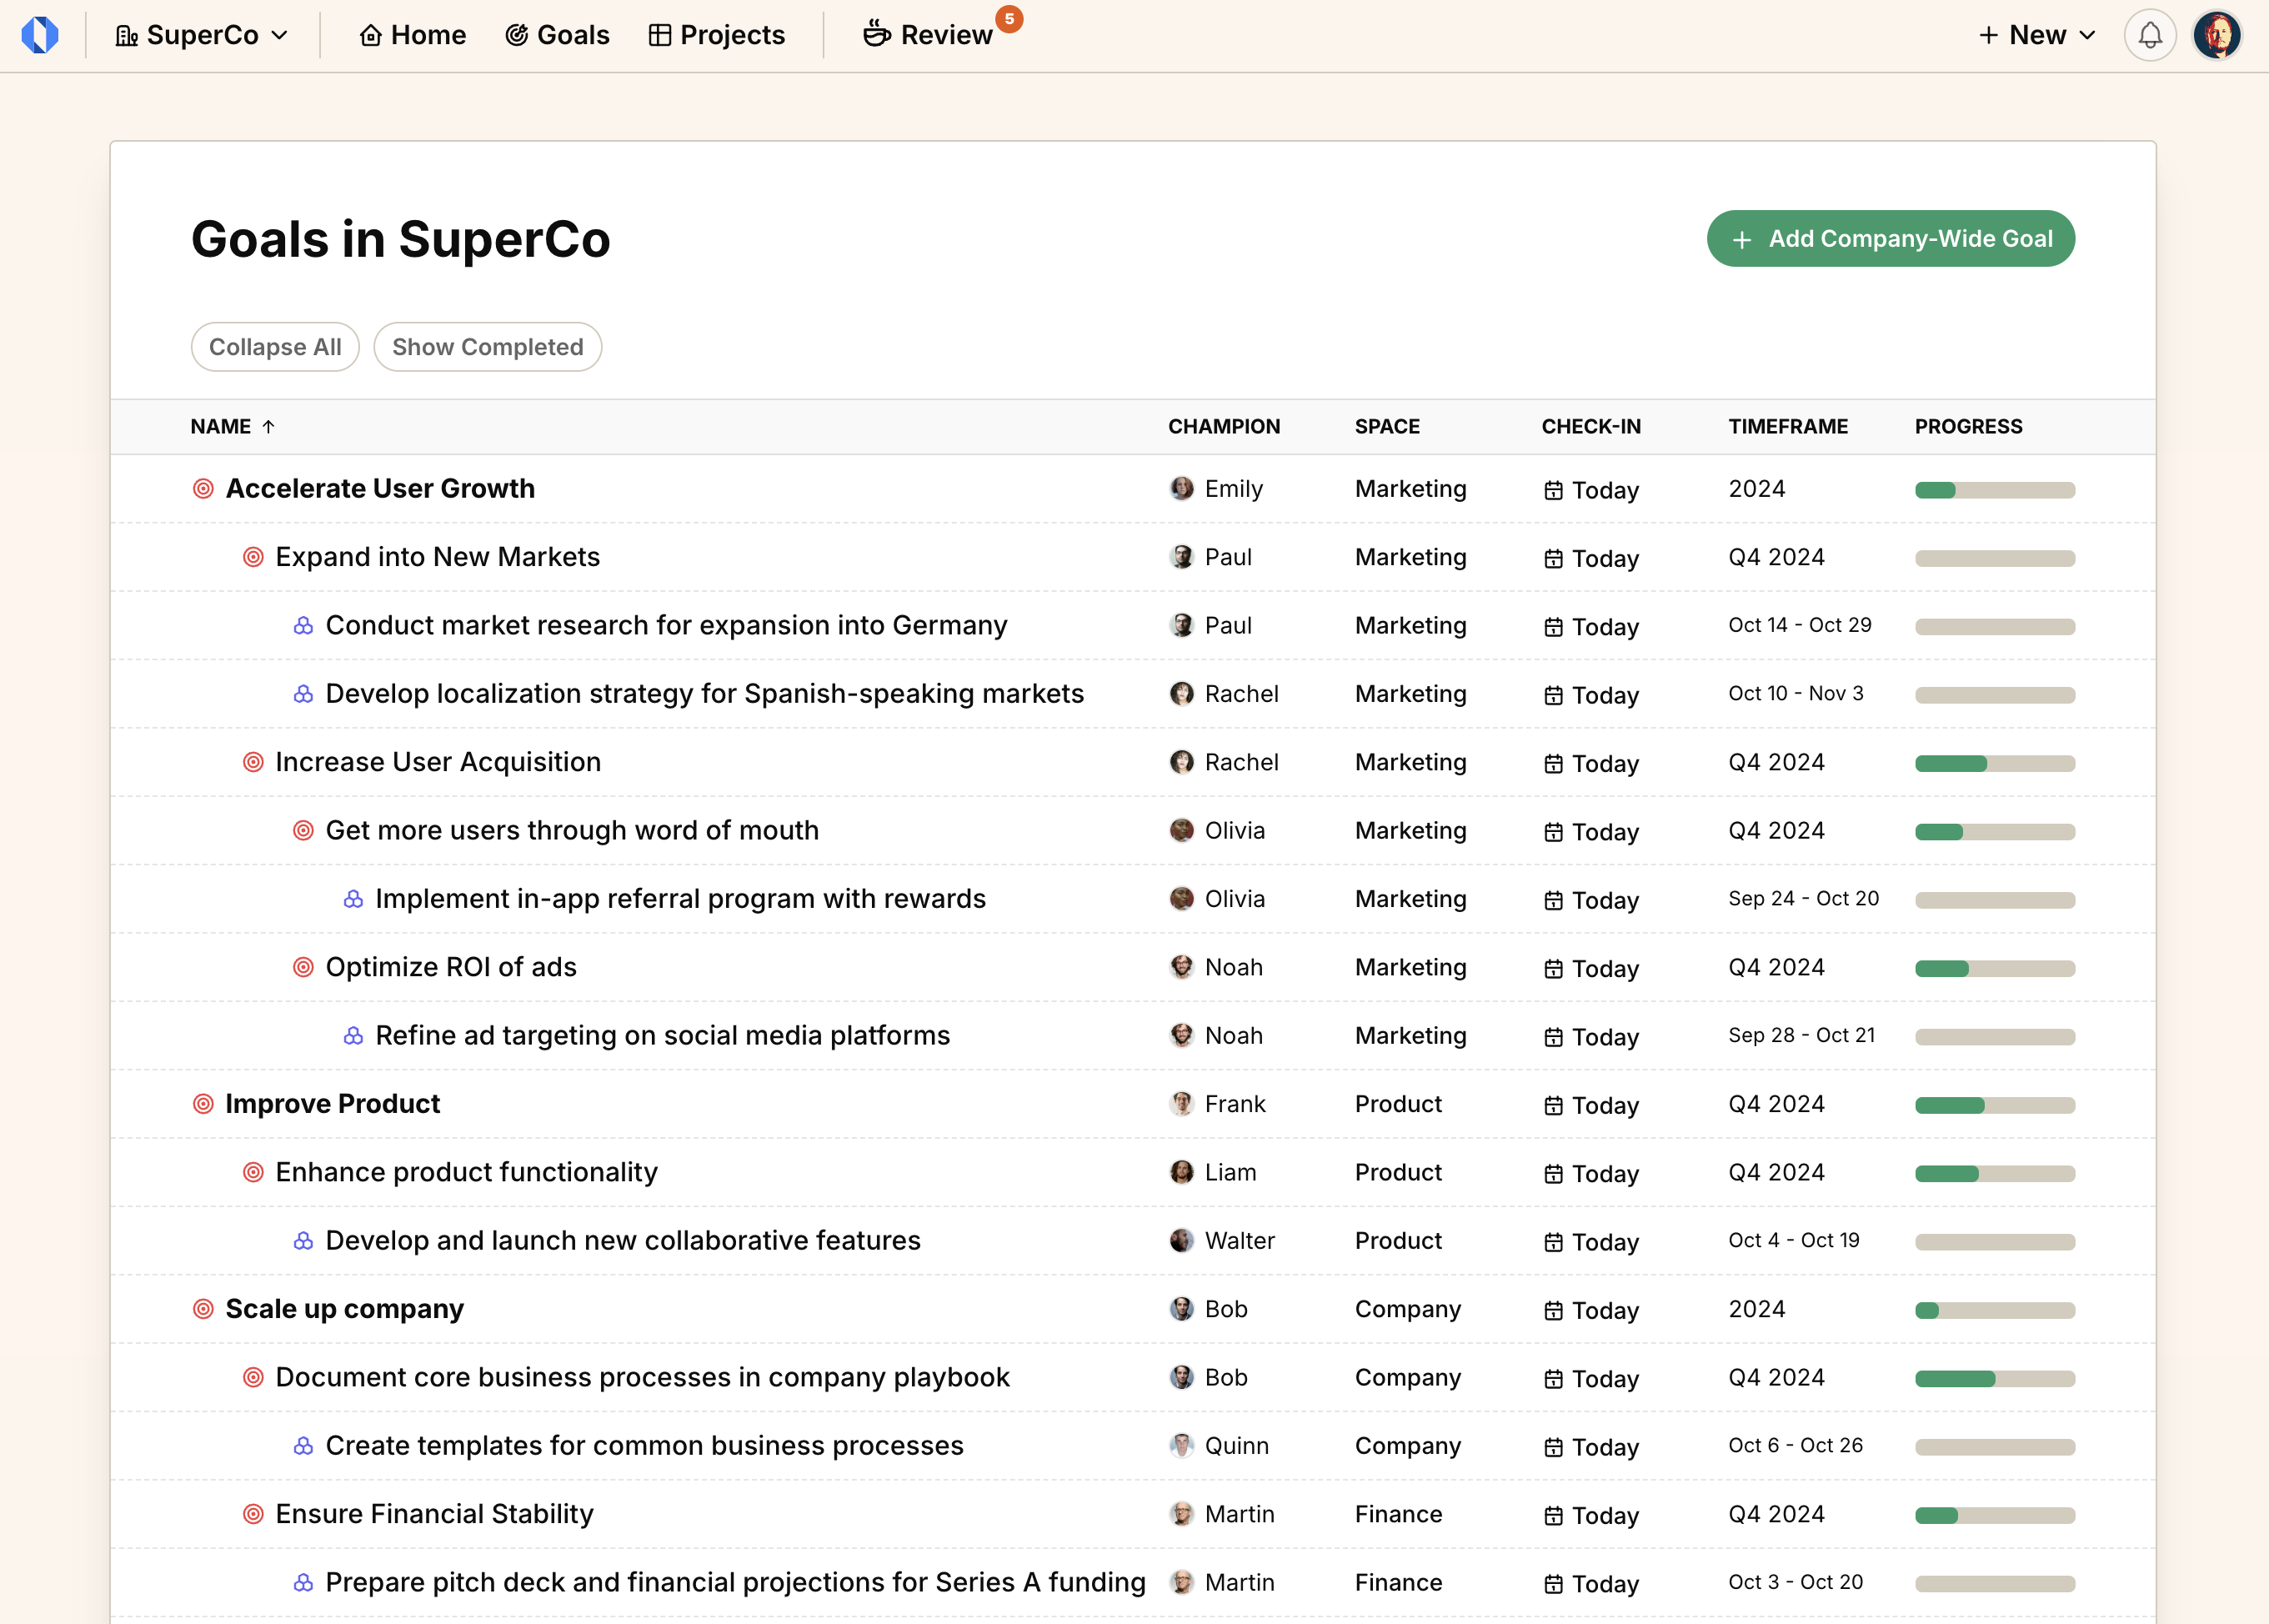 SuperCo Home Goals Projects Review 5 + New
Goals in SuperCo
+ Add Company-Wide Goal
Collapse All Show Completed
NAME ↑ CHAMPION SPACE CHECK-IN TIMEFRAME PROGRESS
Accelerate User Growth Emily Marketing Today 2024
Expand into New Markets Paul Marketing Today Q4 2024
Conduct market research for expansion into Germany Paul Marketing Today Oct 14 - Oct 29
Develop localization strategy for Spanish-speaking markets Rachel Marketing Today Oct 10 - Nov 3
Increase User Acquisition Rachel Marketing Today Q4 2024
Get more users through word of mouth Olivia Marketing Today Q4 2024
Implement in-app referral program with rewards Olivia Marketing Today Sep 24 - Oct 20
Optimize ROI of ads Noah Marketing Today Q4 2024
Refine ad targeting on social media platforms Noah Marketing Today Sep 28 - Oct 21
Improve Product Frank Product Today Q4 2024
Enhance product functionality Liam Product Today Q4 2024
Develop and launch new collaborative features Walter Product Today Oct 4 - Oct 19
Scale up company Bob Company Today 2024
Document core business processes in company playbook Bob Company Today Q4 2024
Create templates for common business processes Quinn Company Today Oct 6 - Oct 26
Ensure Financial Stability Martin Finance Today Q4 2024
Prepare pitch deck and financial projections for Series A funding Martin Finance Today Oct 3 - Oct 20